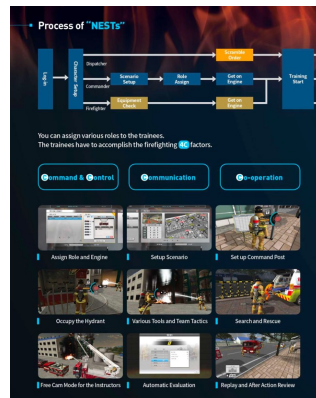 Process of "NESTs"
Log-in
Character Setup
Dispatcher
Commander
Firefighter
Scramble
Order
Scenario
Setup
Role
Assign
Get on
Engine
Equipment
Check
Get on
Engine
Training
Start
You can assign various roles to the trainees.
The trainees have to accomplish the firefighting 4C factors.
Command & Control
Communication
Co-operation
Assign Role and Engine
Setup Scenario
Set up Command Post
Occupy the Hydrant
Various Tools and Team Tactics
Search and Rescue
Free Cam Mode for the Instructors
Automatic Evaluation
Replay and After Action Review